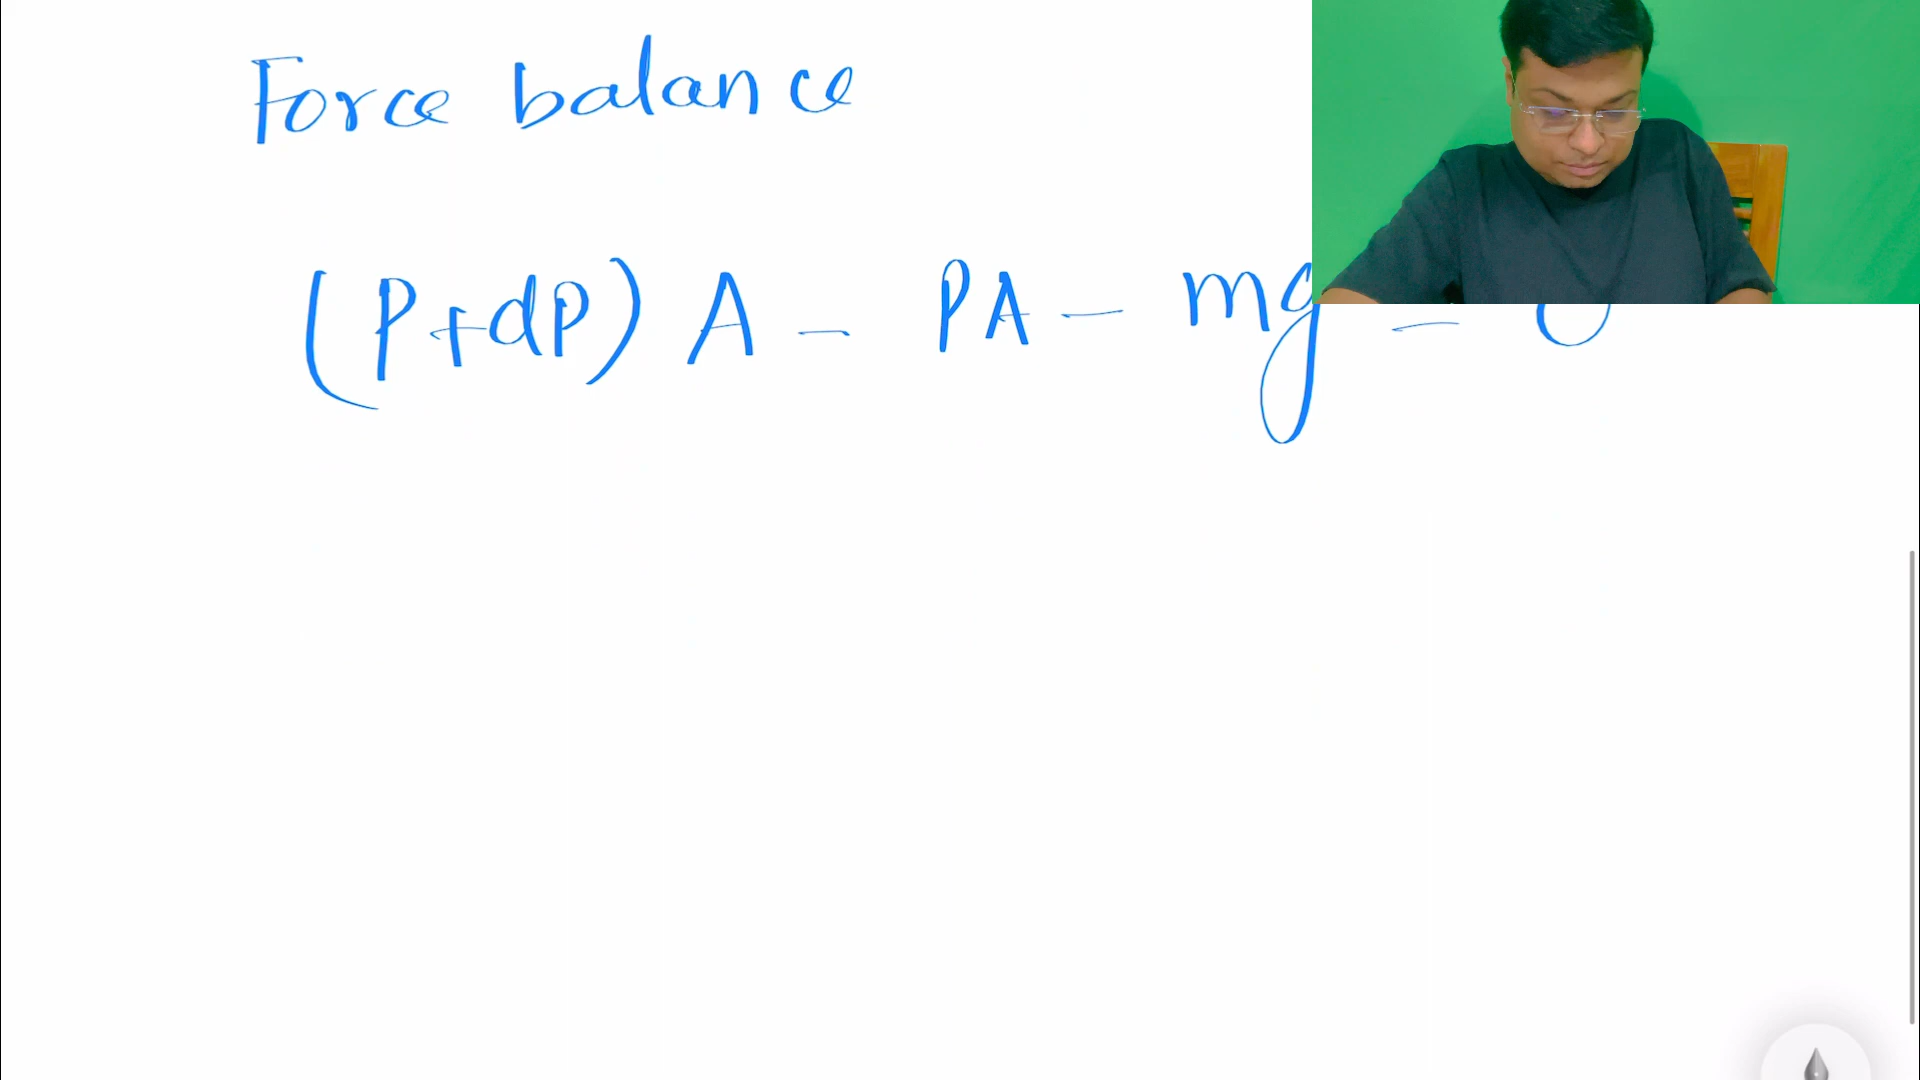 Force balance
(P+dP) A - PA - mg = 0